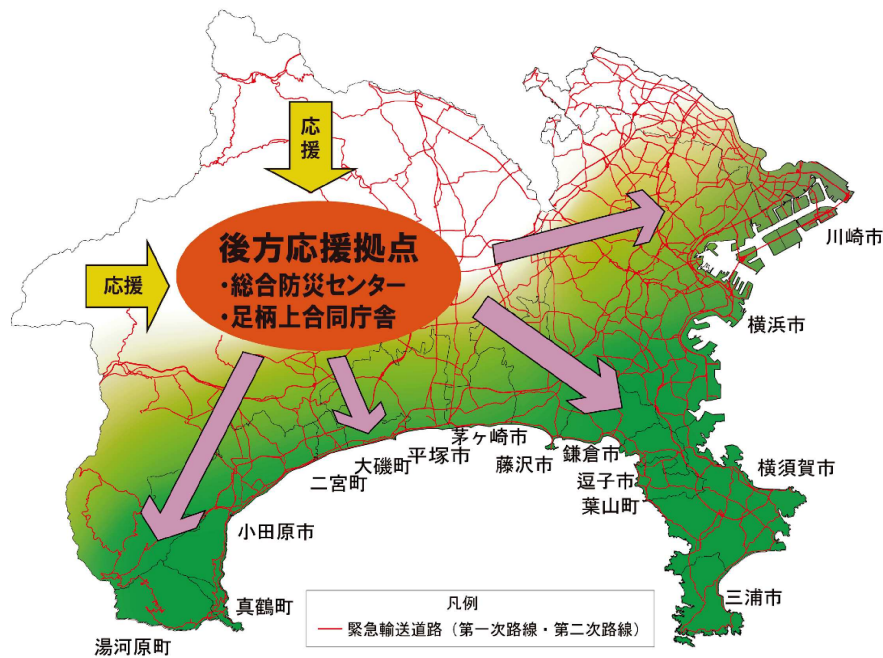 応援
応援
後方応援拠点
・総合防災センター
・足柄上合同庁舎
川崎市
横浜市
茅ヶ崎市
平塚市
大磯町
二宮町
藤沢市
鎌倉市
逗子市
葉山町
横須賀市
小田原市
三浦市
真鶴町
湯河原町
凡例
緊急輸送道路（第一次路線・第二次路線）